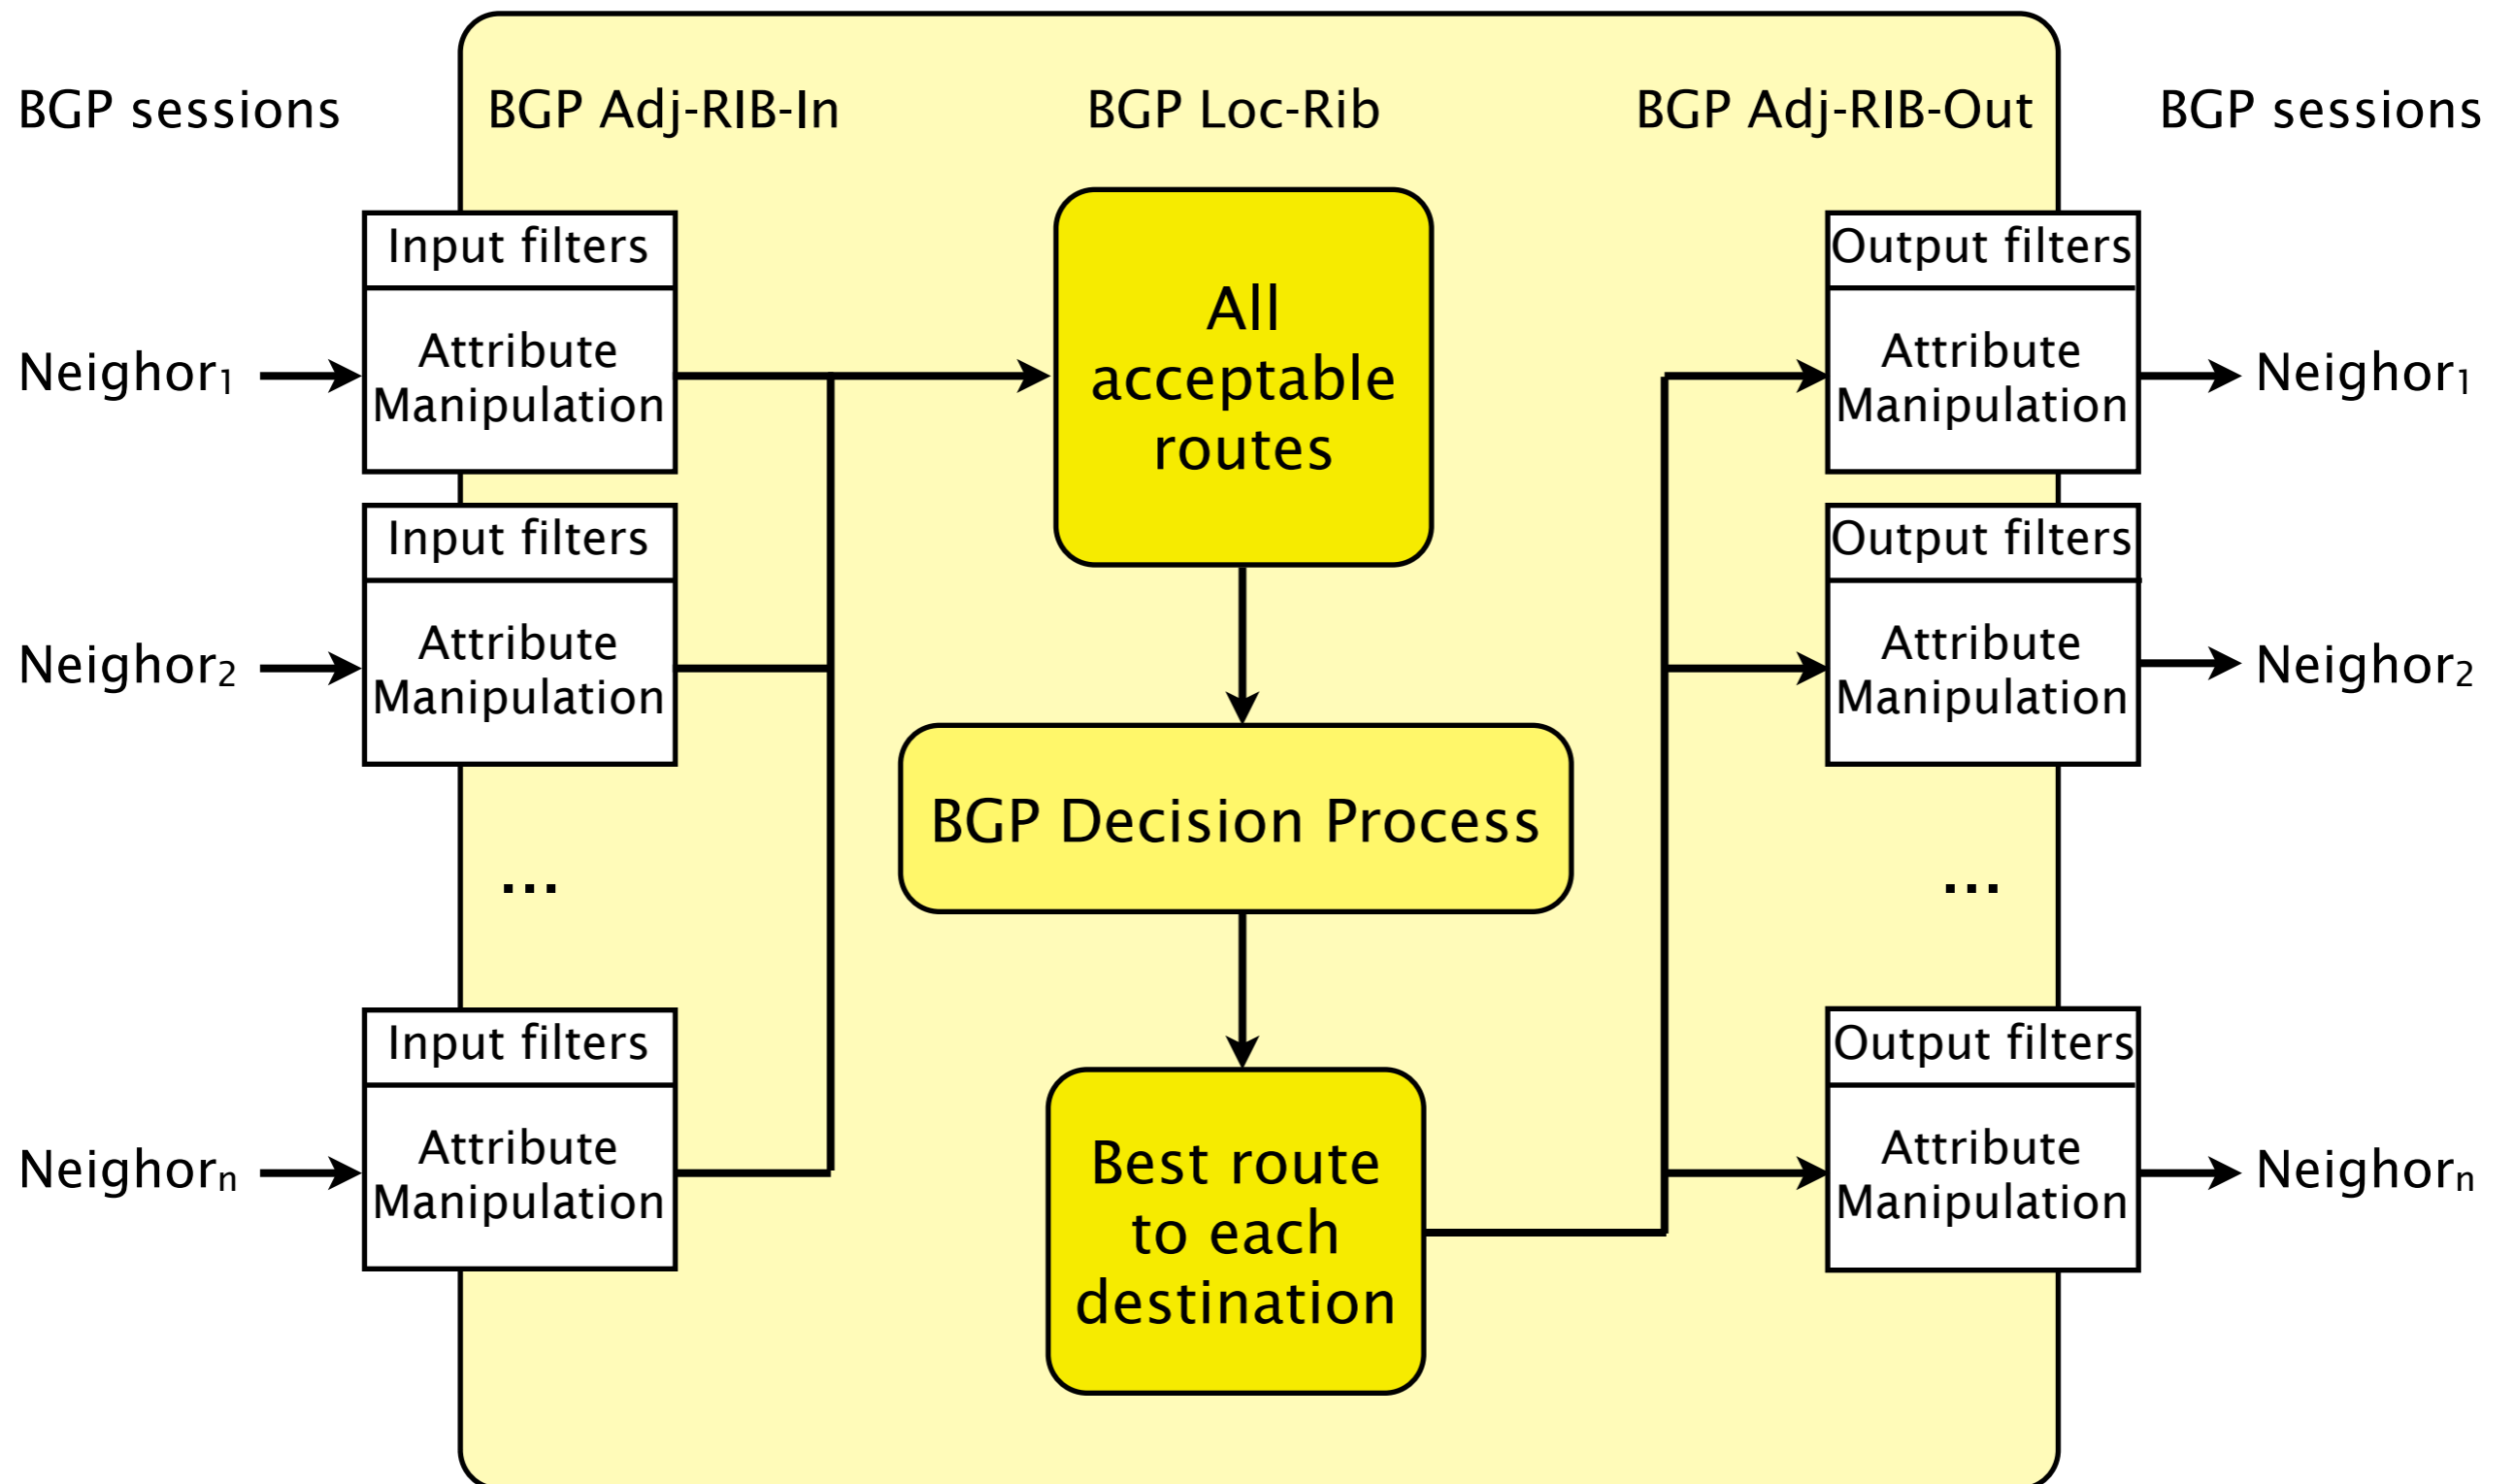 BGP sessions
BGP Adj-RIB-In
BGP Loc-Rib
BGP Adj-RIB-Out
BGP sessions
Neighor1
Input filters
Attribute
Manipulation
All
acceptable
routes
Output filters
Attribute
Manipulation
Neighor1
Neighor2
Input filters
Attribute
Manipulation
BGP Decision Process
Output filters
Attribute
Manipulation
Neighor2
...
...
Neighorn
Input filters
Attribute
Manipulation
Best route
to each
destination
Output filters
Attribute
Manipulation
Neighorn